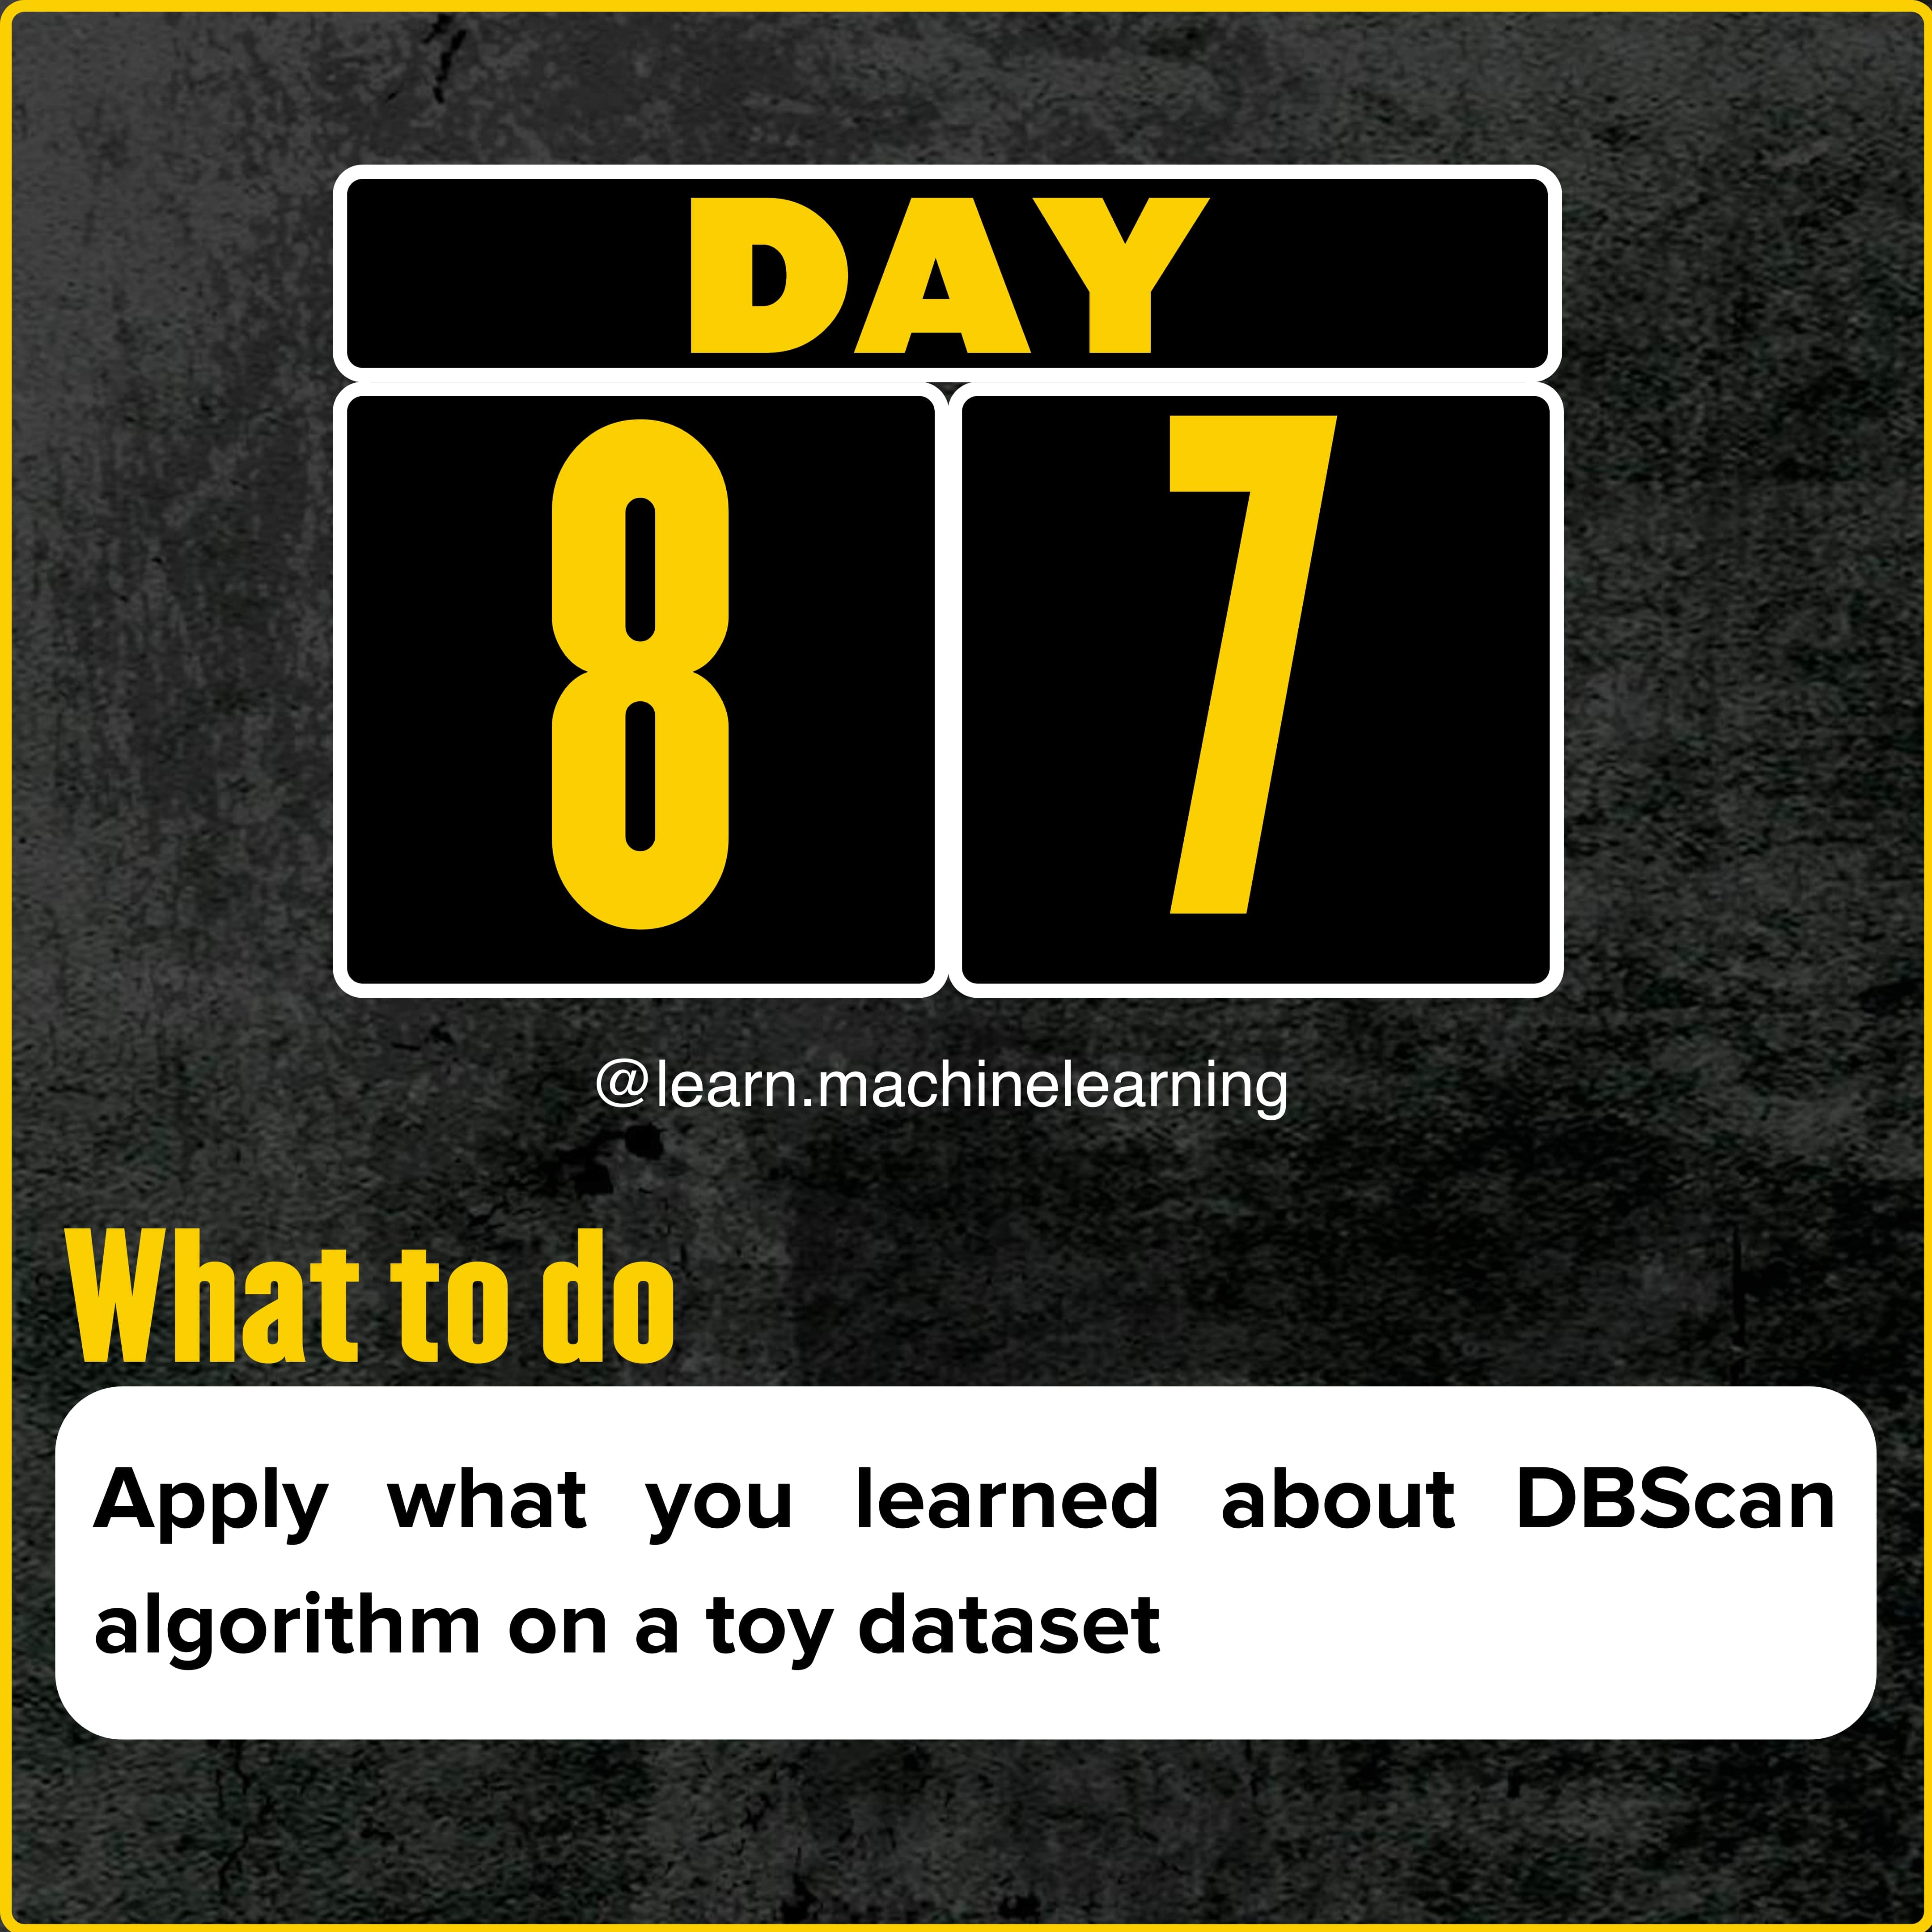 DAY
8 7
@learn.machinelearning
What to do
Apply what you learned about DBScan
algorithm on a toy dataset